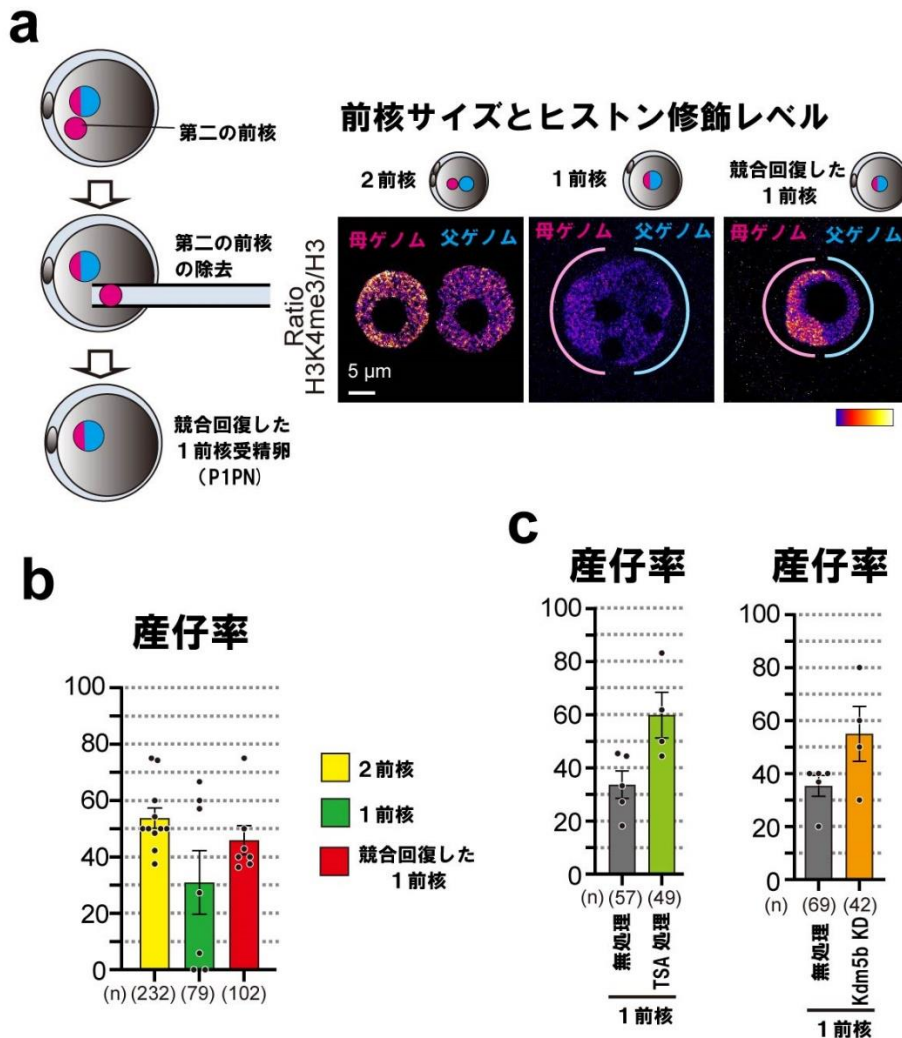 a
第二の前核
第二の前核
の除去
競合回復した
１前核受精卵
（P1PN）
前核サイズとヒストン修飾レベル
２前核
１前核
競合回復した
１前核
母ゲノム 父ゲノム
母ゲノム 父ゲノム
母ゲノム 父ゲノム
Ratio
H3K4me3/H3
5 µm
b
産仔率
100
80
60
40
20
0
(n) (232) (79) (102)
２前核
１前核
競合回復した
１前核
c
産仔率
100
80
60
40
20
0
(n) (57) (49)
無処理
TSA 処理
１前核
産仔率
100
80
60
40
20
0
(n) (69) (42)
無処理
Kdm5b KD
１前核